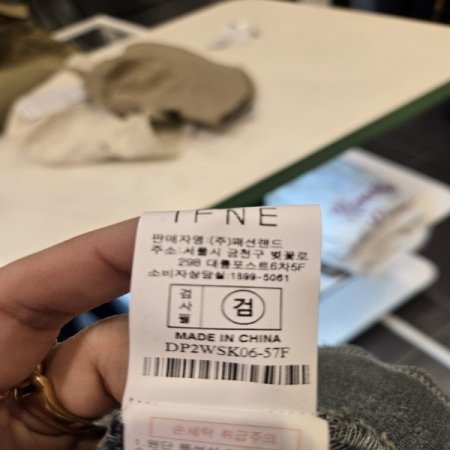 IFNE
판매자명:(주)패션랜드
주소:서울시 금천구 벚꽃로
298 대륭포스트6차5F
소비자상담실:1899-5061
검사필
검
MADE IN CHINA
DP2WSK06-57F
손세탁 취급주의